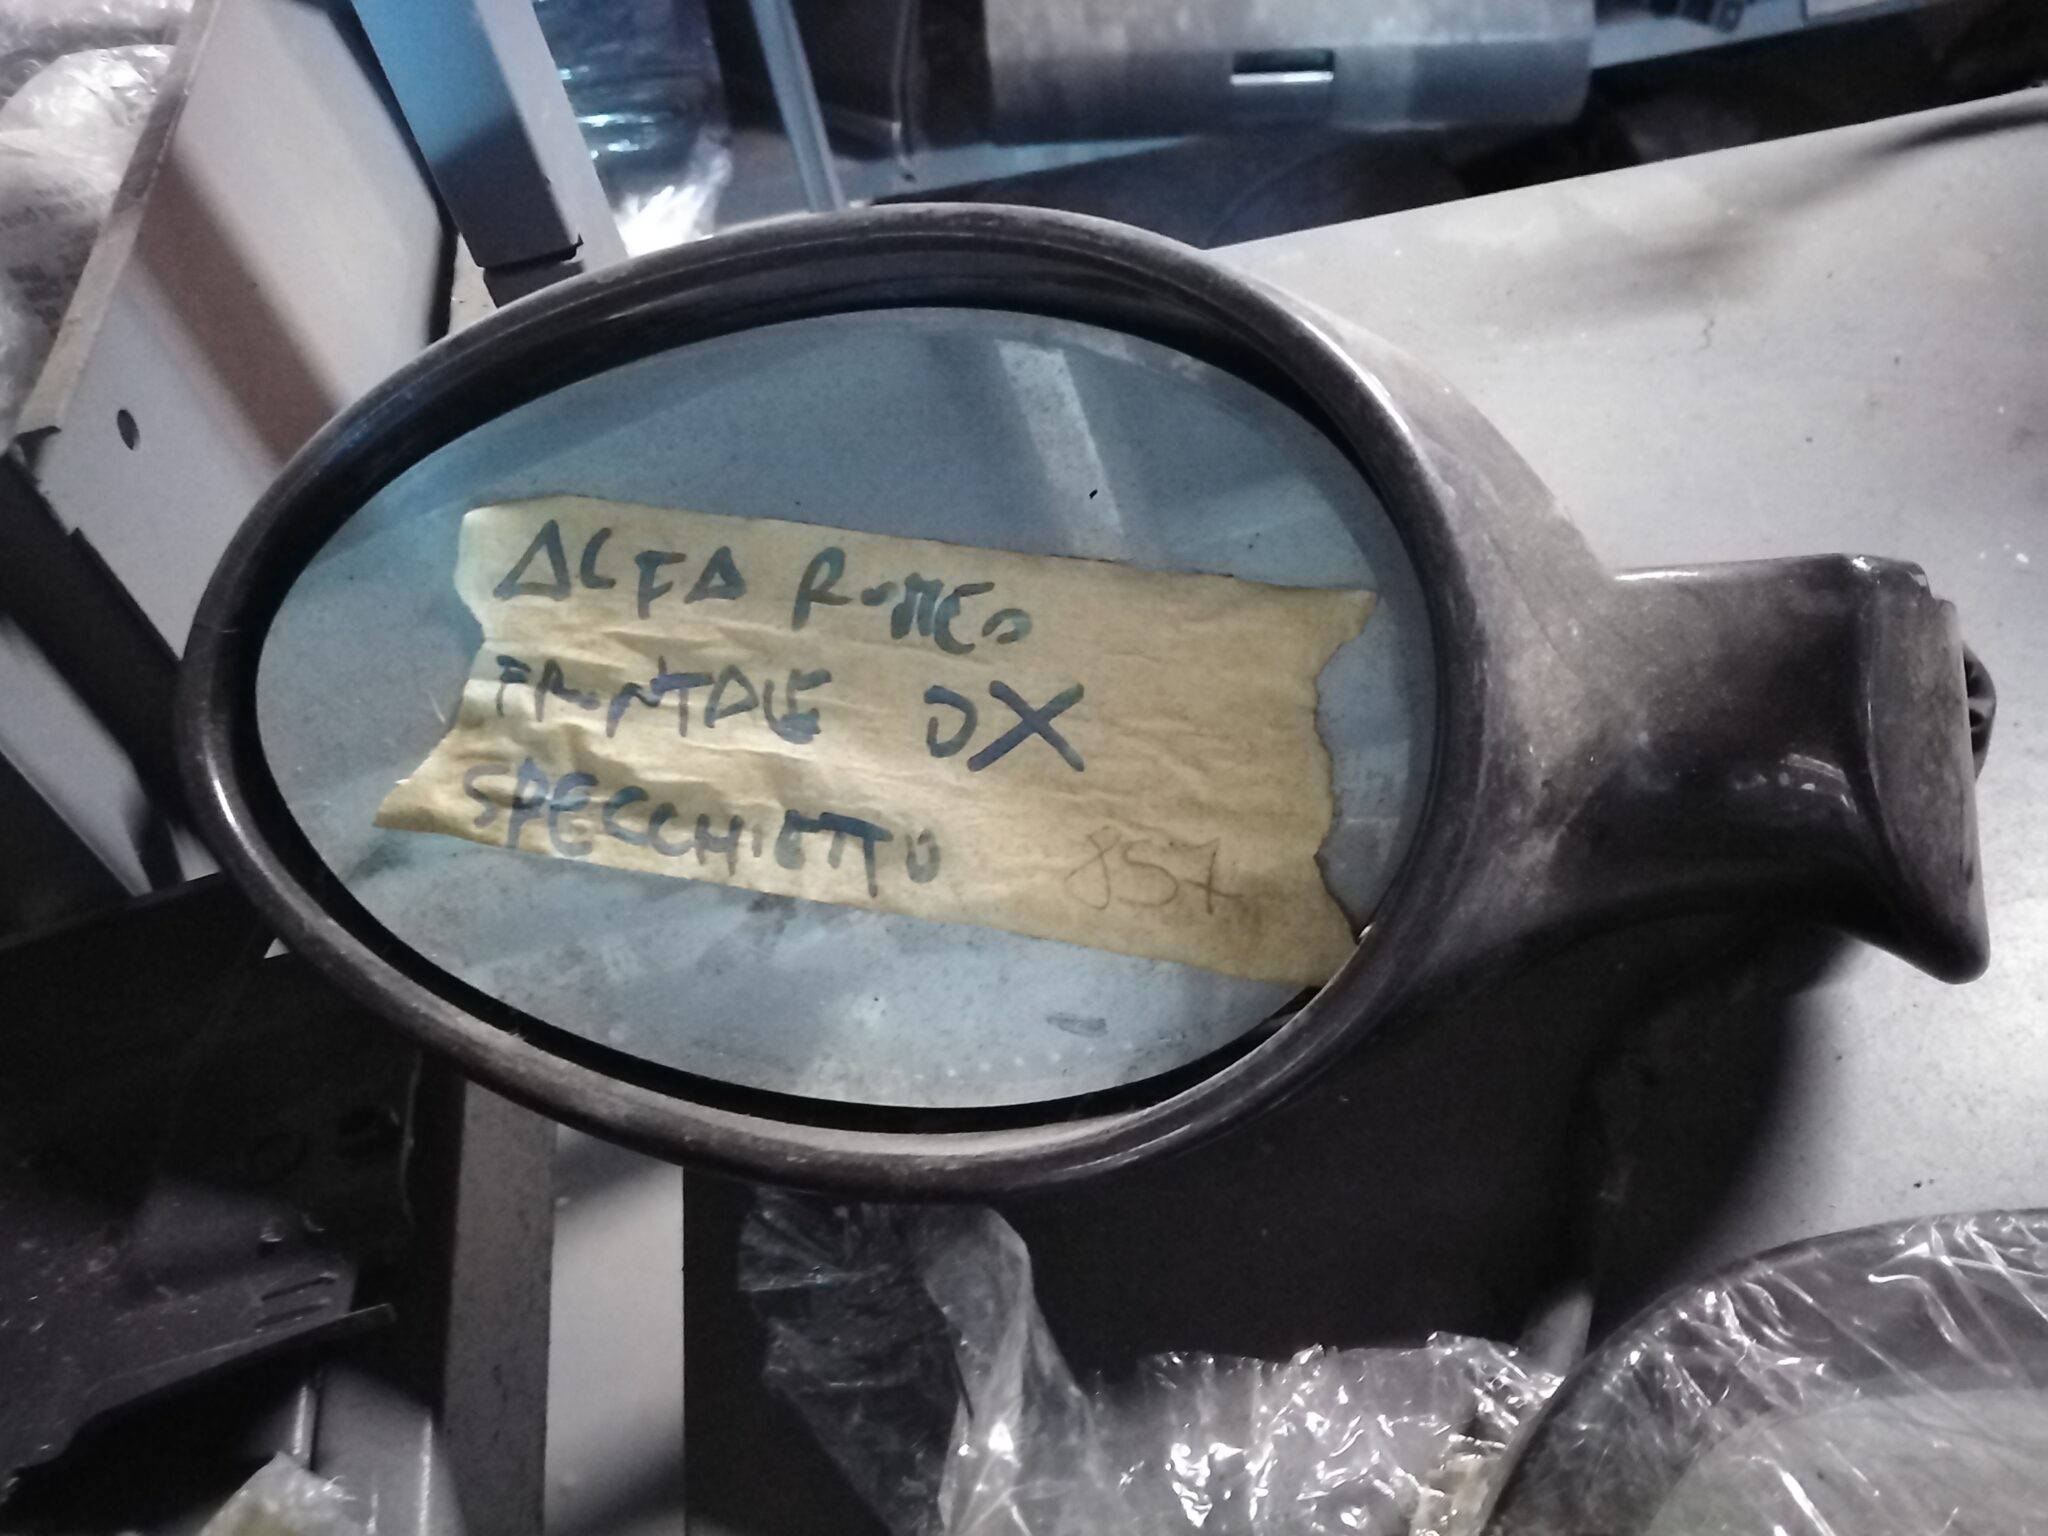 ALFA ROMEO
FRONTALE DX
SPECCHIETTO 857